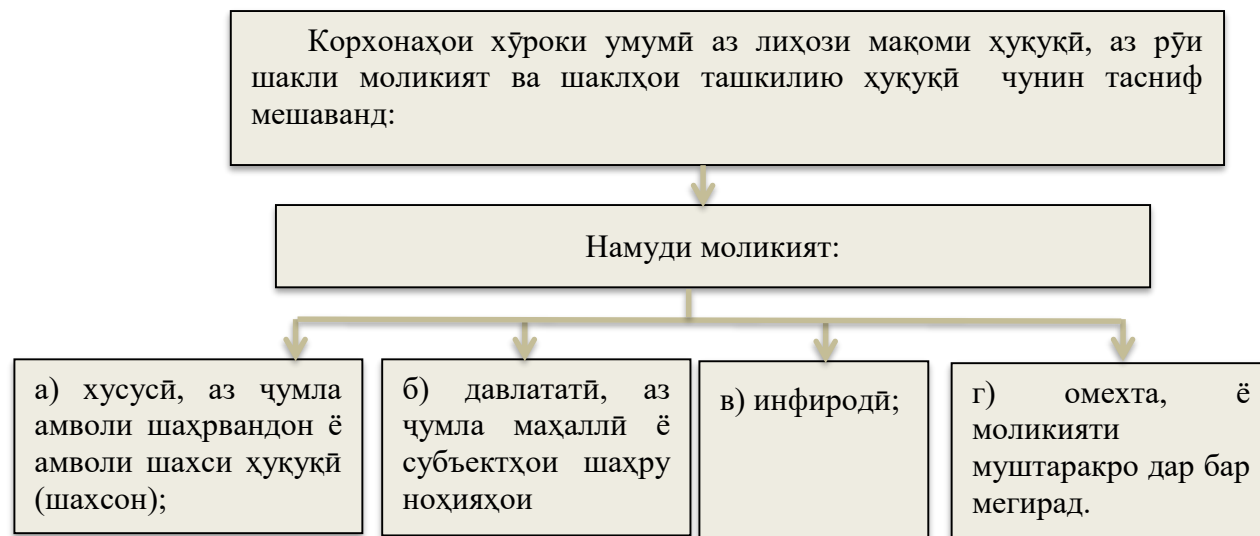 Корхонаҳои хӯроки умумӣ аз лиҳози мақоми ҳуқуқӣ, аз рӯи
шакли моликият ва шаклҳои ташкилию ҳуқуқӣ чунин тасниф
мешаванд:
Намуди моликият:
а) хусусӣ, аз ҷумла
амволи шаҳрвандон ё
амволи шахси ҳуқуқӣ
(шахсон);
б) давлататӣ, аз
ҷумла маҳаллӣ ё
субъектҳои шаҳру
ноҳияҳои
в) инфиродӣ;
г) омехта, ё
моликияти
муштаракро дар бар
мегирад.